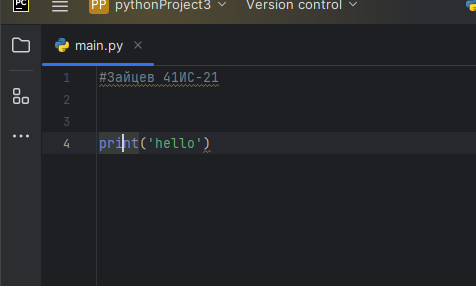 PC PP pythonProject3 Version control
main.py
1 #Зайцев 41ИС-21
2
3
4 print('hello')